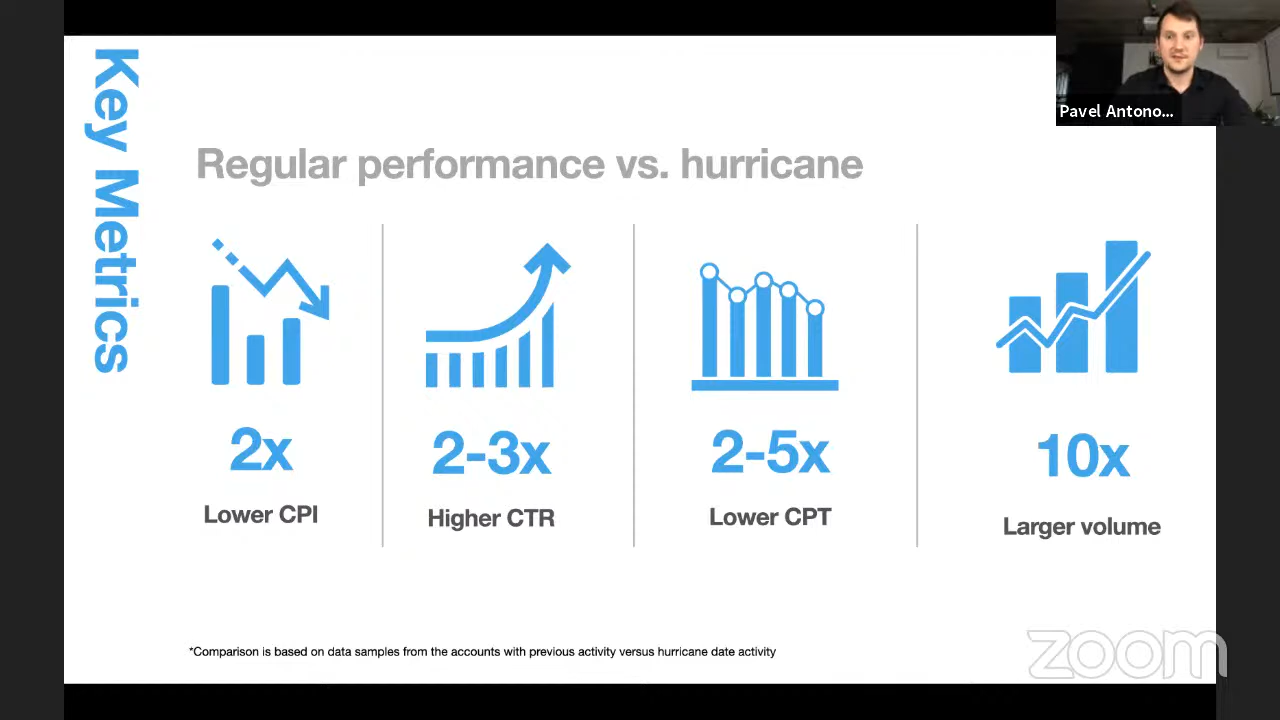 Key Metrics
Pavel Antono...
Regular performance vs. hurricane
2x
Lower CPI
2-3x
Higher CTR
2-5x
Lower CPT
10x
Larger volume
*Comparison is based on data samples from the accounts with previous activity versus hurricane date activity
zoom